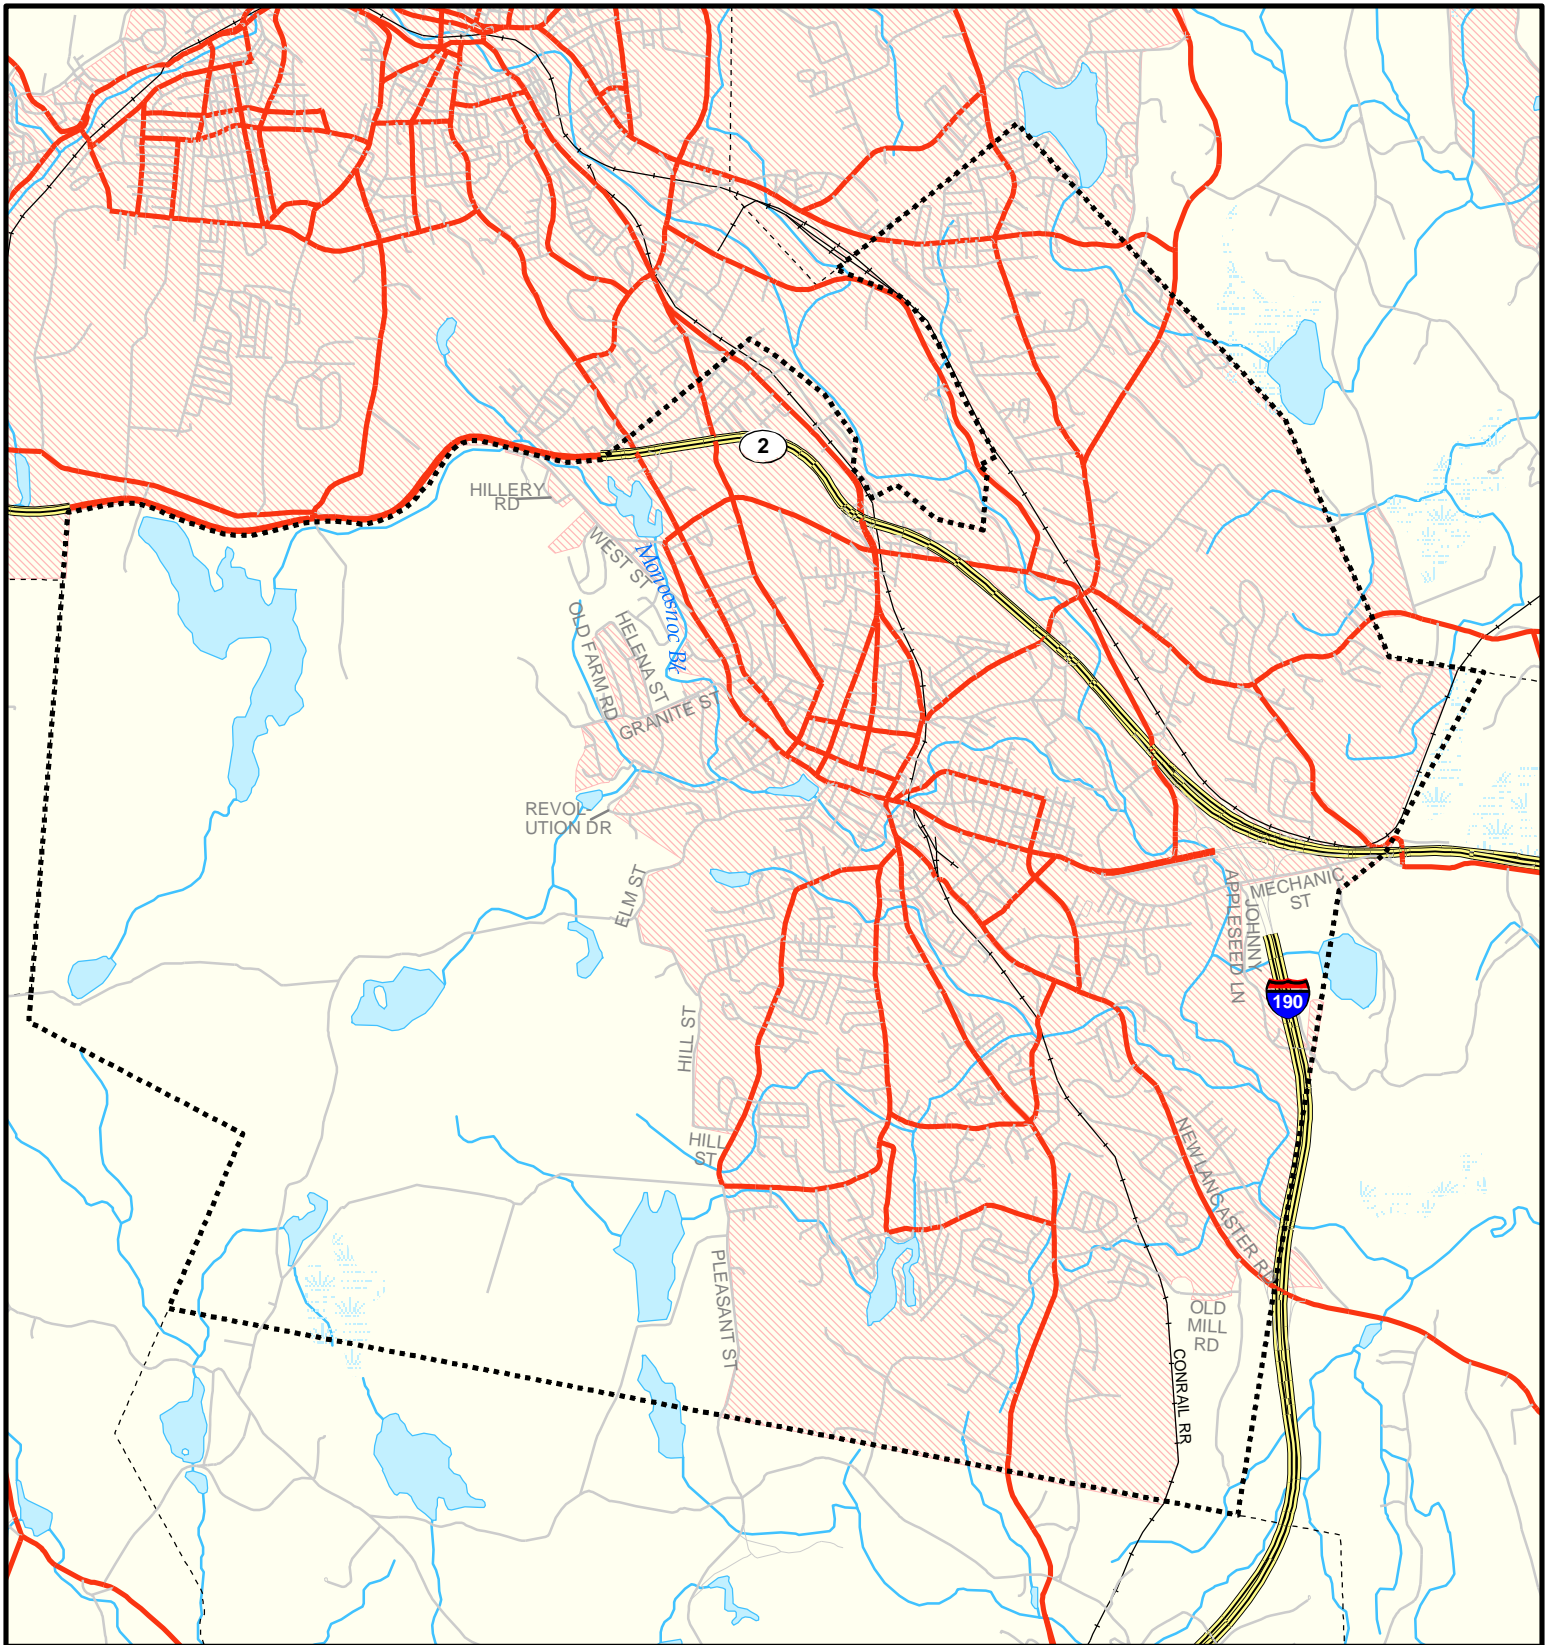 2
HILLERY
RD
WEST ST
Monoosnoc Bk
OLD FARM RD
HELENA ST
GRANITE ST
REVOL-
UTION DR
ELM ST
MECHANIC
ST
JOHNNY
APPLESEED LN
190
HILL ST
HILL
ST
NEW LANCASTER RD
PLEASANT ST
OLD
MILL
RD
CONRAIL RR